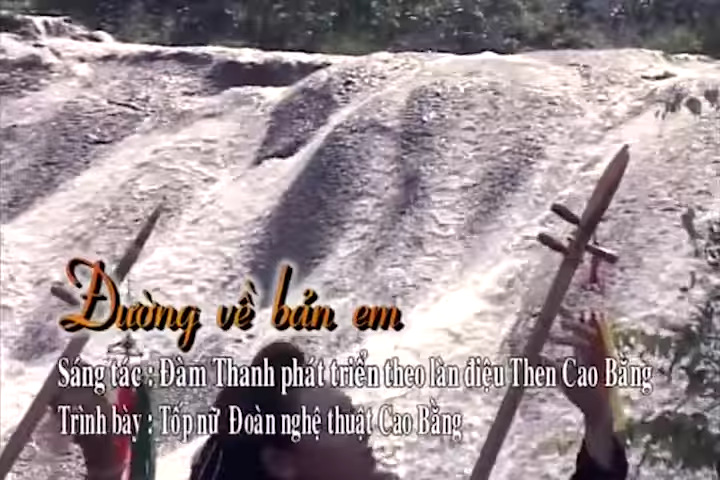 Đường về bản em
Sáng tác : Đàm Thanh phát triển theo làn điệu Then Cao Bằng
Trình bày : Tốp nữ Đoàn nghệ thuật Cao Bằng